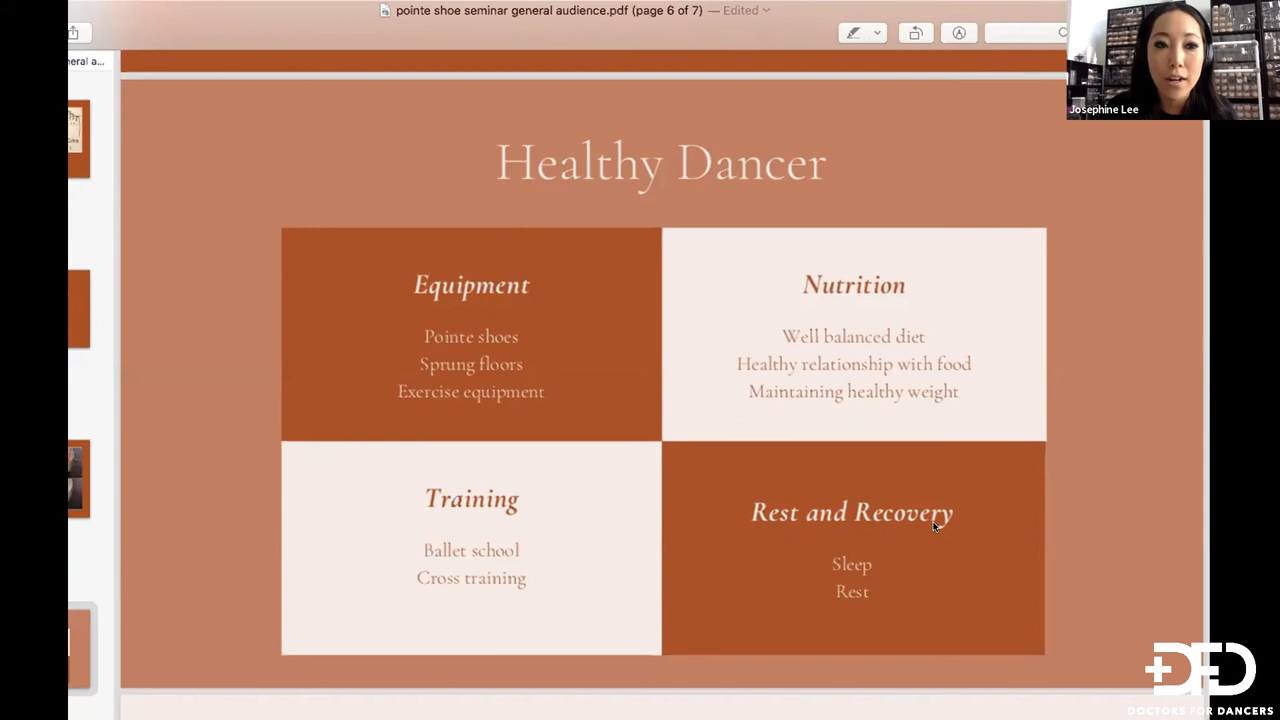 pointe shoe seminar general audience.pdf (page 6 of 7) — Edited
neral a...
Josephine Lee
Healthy Dancer
Equipment
Pointe shoes
Sprung floors
Exercise equipment
Nutrition
Well balanced diet
Healthy relationship with food
Maintaining healthy weight
Training
Ballet school
Cross training
Rest and Recovery
Sleep
Rest
DFD
DOCTORS FOR DANCERS